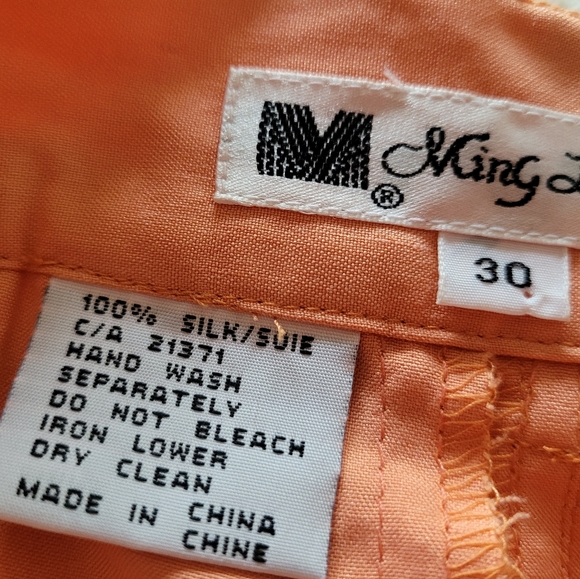 M
®
Ming
30
100% SILK/SOIE
C/A 21371
HAND WASH
SEPARATELY
DO NOT BLEACH
IRON LOWER
DRY CLEAN
MADE IN CHINA
CHINE